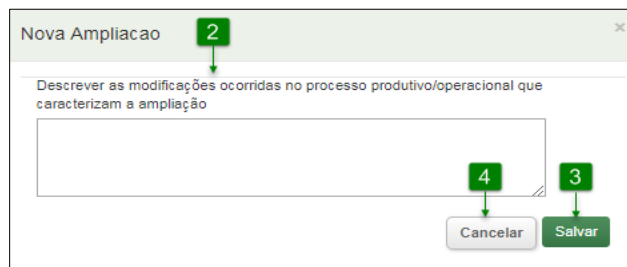 Nova Ampliacao
2
×
Descrever as modificações ocorridas no processo produtivo/operacional que
caracterizam a ampliação
4
3
Cancelar
Salvar